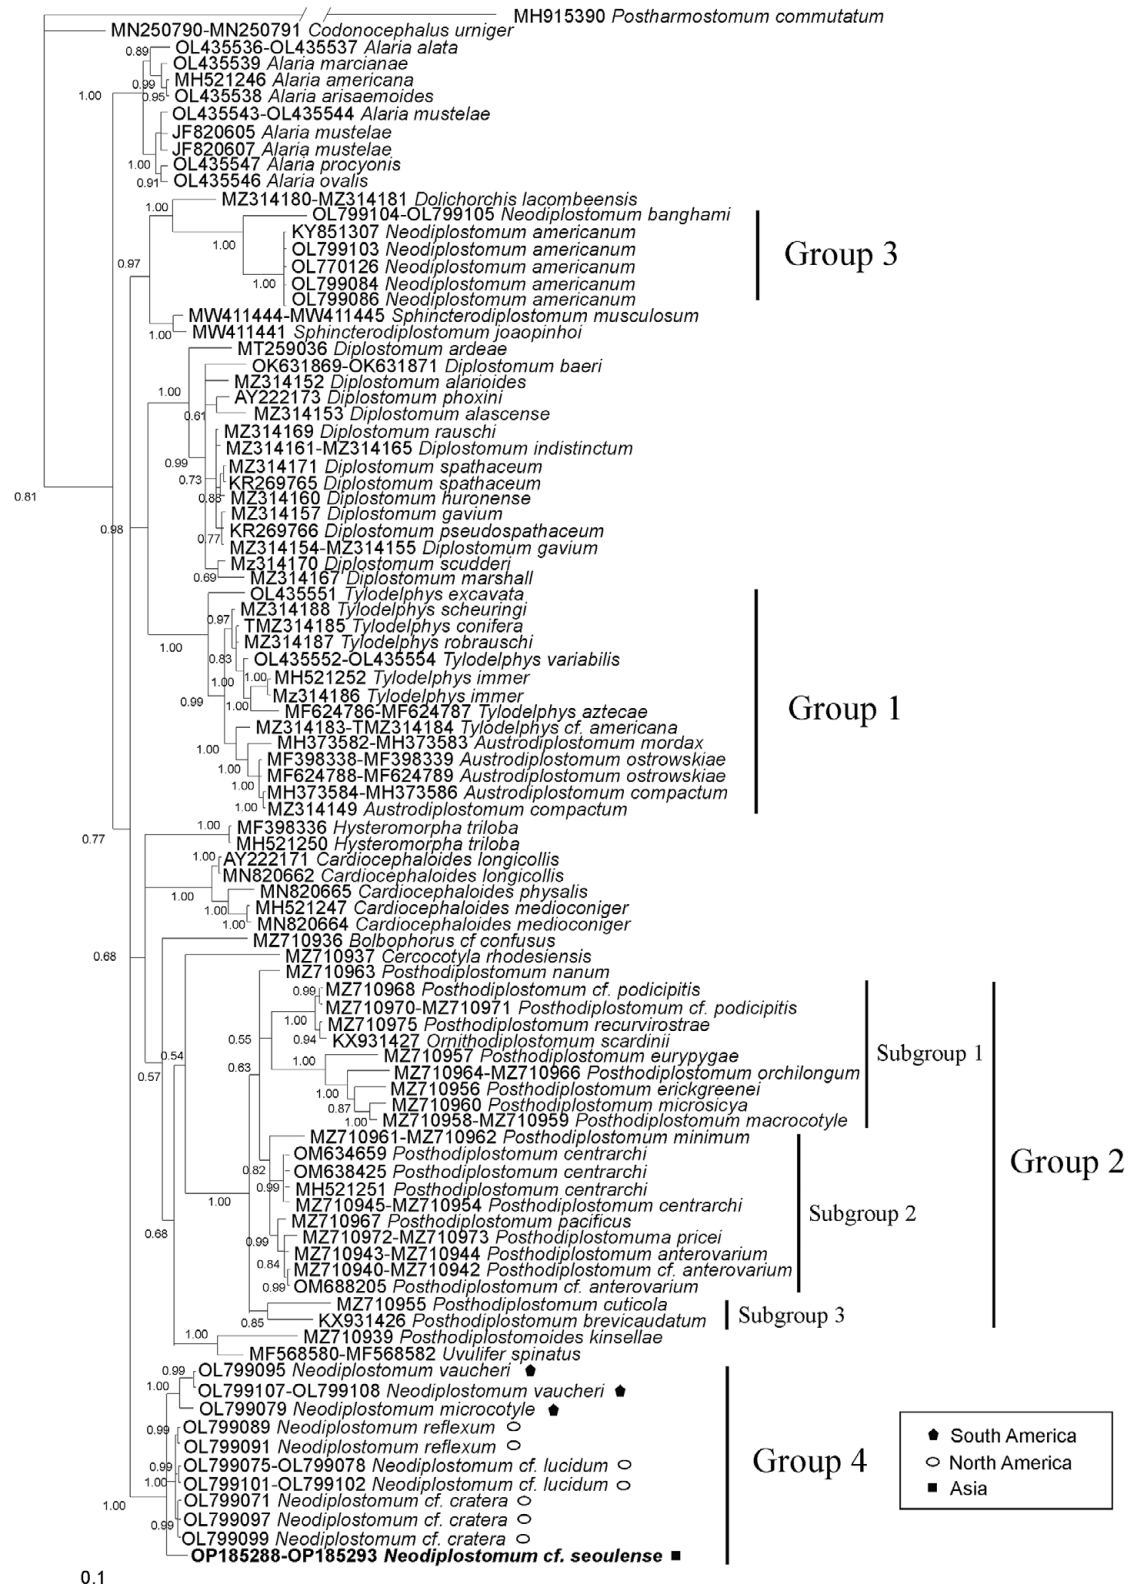 MH915390 Postharmostomum commutatum
MN250790-MN250791 Codonocephalus urniger
0.89
OL435536-OL435537 Alaria alata
OL435539 Alaria marcianae
0.99
MH521246 Alaria americana
1.00
0.95
OL435538 Alaria arisaemoides
OL435543-OL435544 Alaria mustelae
JF820605 Alaria mustelae
JF820607 Alaria mustelae
1.00
OL435547 Alaria procyonis
0.91
OL435546 Alaria ovalis
MZ314180-MZ314181 Dolichorchis lacombeensis
1.00
OL799104-OL799105 Neodiplostomum banghami
KY851307 Neodiplostomum americanum
1.00
OL799103 Neodiplostomum americanum
Group 3
0.97
OL770126 Neodiplostomum americanum
1.00
OL799084 Neodiplostomum americanum
OL799086 Neodiplostomum americanum
MW411444-MW411445 Sphincterodiplostomum musculosum
1.00
MW411441 Sphincterodiplostomum joaopinhoi
MT259036 Diplostomum ardeae
OK631869-OK631871 Diplostomum baeri
MZ314152 Diplostomum alarioides
1.00
AY222173 Diplostomum phoxini
0.61
MZ314153 Diplostomum alascense
MZ314169 Diplostomum rauschi
MZ314161-MZ314165 Diplostomum indistinctum
0.99
MZ314171 Diplostomum spathaceum
0.73
KR269765 Diplostomum spathaceum
0.81
0.88
MZ314160 Diplostomum huronense
MZ314157 Diplostomum gavium
0.98
KR269766 Diplostomum pseudospathaceum
0.77
MZ314154-MZ314155 Diplostomum gavium
Mz314170 Diplostomum scudderi
0.69
MZ314167 Diplostomum marshall
OL435551 Tylodelphys excavata
MZ314188 Tylodelphys scheuringi
0.97
TMZ314185 Tylodelphys conifera
1.00
MZ314187 Tylodelphys robrauschi
0.83
OL435552-OL435554 Tylodelphys variabilis
1.00
1.00
MH521252 Tylodelphys immer
0.99
1.00
Mz314186 Tylodelphys immer
MF624786-MF624787 Tylodelphys aztecae
Group 1
MZ314183-TMZ314184 Tylodelphys cf. americana
1.00
MH373582-MH373583 Austrodiplostomum mordax
1.00
MF398338-MF398339 Austrodiplostomum ostrowskiae
MF624788-MF624789 Austrodiplostomum ostrowskiae
1.00
MH373584-MH373586 Austrodiplostomum compactum
1.00
MZ314149 Austrodiplostomum compactum
1.00
MF398336 Hysteromorpha triloba
0.77
MH521250 Hysteromorpha triloba
1.00
AY222171 Cardiocephaloides longicollis
MN820662 Cardiocephaloides longicollis
1.00
MN820665 Cardiocephaloides physalis
1.00
MH521247 Cardiocephaloides medioconiger
1.00
MN820664 Cardiocephaloides medioconiger
MZ710936 Bolbophorus cf confusus
0.68
MZ710937 Cercocotyla rhodesiensis
MZ710963 Posthodiplostomum nanum
0.99
MZ710968 Posthodiplostomum cf. podicipitis
MZ710970-MZ710971 Posthodiplostomum cf. podicipitis
1.00
MZ710975 Posthodiplostomum recurvirostrae
0.55
0.94
KX931427 Ornithodiplostomum scardinii
0.54
1.00
MZ710957 Posthodiplostomum eurypygae
Subgroup 1
0.63
0.57
MZ710964-MZ710966 Posthodiplostomum orchilongum
1.00
MZ710956 Posthodiplostomum erickgreenei
0.87
MZ710960 Posthodiplostomum microsicya
1.00
MZ710958-MZ710959 Posthodiplostomum macrocotyle
MZ710961-MZ710962 Posthodiplostomum minimum
OM634659 Posthodiplostomum centrarchi
0.82
OM638425 Posthodiplostomum centrarchi
Group 2
0.99
MH521251 Posthodiplostomum centrarchi
1.00
MZ710945-MZ710954 Posthodiplostomum centrarchi
Subgroup 2
MZ710967 Posthodiplostomum pacificus
0.68
0.99
MZ710972-MZ710973 Posthodiplostomuma pricei
MZ710943-MZ710944 Posthodiplostomum anterovarium
0.84
MZ710940-MZ710942 Posthodiplostomum cf. anterovarium
0.99
OM688205 Posthodiplostomum cf. anterovarium
MZ710955 Posthodiplostomum cuticola
Subgroup 3
0.85
KX931426 Posthodiplostomum brevicaudatum
1.00
MZ710939 Posthodiplostomoides kinsellae
MF568580-MF568582 Uvulifer spinatus
0.99
OL799095 Neodiplostomum vaucheri
1.00
OL799107-OL799108 Neodiplostomum vaucheri
OL799079 Neodiplostomum microcotyle
0.99
OL799089 Neodiplostomum reflexum
South America
OL799091 Neodiplostomum reflexum
Group 4
0.99
OL799075-OL799078 Neodiplostomum cf. lucidum
North America
1.00
OL799101-OL799102 Neodiplostomum cf. lucidum
Asia
1.00
OL799071 Neodiplostomum cf. cratera
0.99
OL799097 Neodiplostomum cf. cratera
OL799099 Neodiplostomum cf. cratera
OP185288-OP185293 Neodiplostomum cf. seoulense
0.1